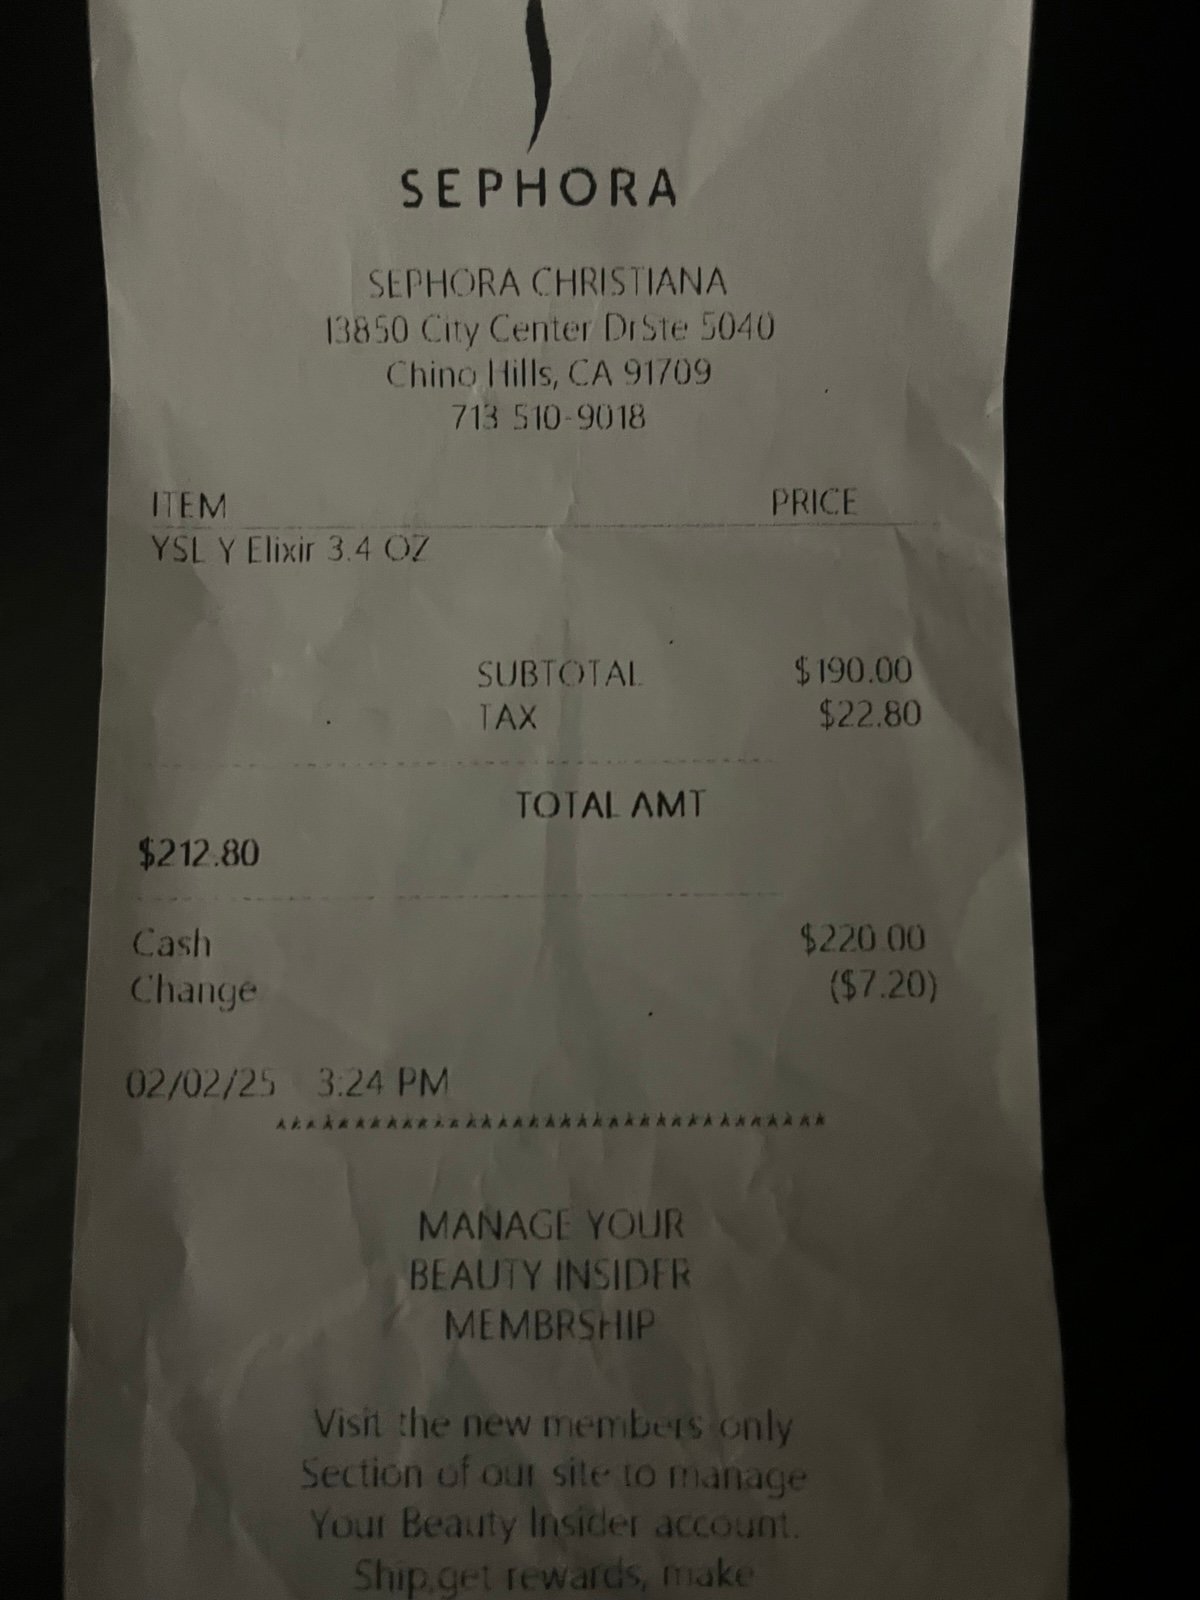 SEPHORA
SEPHORA CHRISTIANA
13850 City Center DrSte 5040
Chino Hills, CA 91709
713 510-9018
ITEM PRICE
YSL Y Elixir 3.4 OZ
SUBTOTAL $190.00
TAX $22.80
TOTAL AMT
$212.80
Cash $220.00
Change ($7.20)
02/02/25 3:24 PM
***********************************
MANAGE YOUR
BEAUTY INSIDER
MEMBRSHIP
Visit the new members only
Section of our site to manage
Your Beauty Insider account.
Ship,get rewards, make